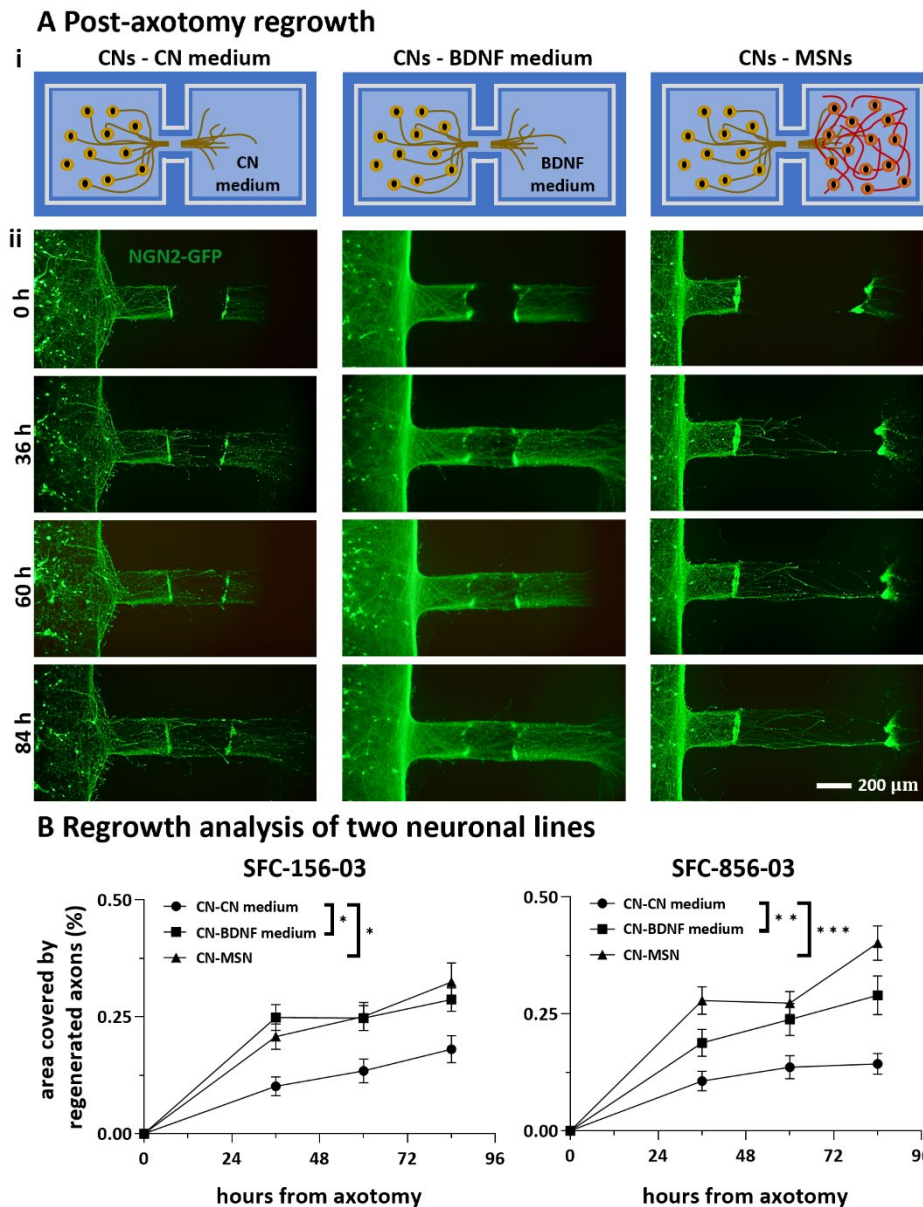 A Post-axotomy regrowth
i
CNs - CN medium
CNs - BDNF medium
CNs - MSNs
CN
medium
BDNF
medium
ii
NGN2-GFP
0 h
36 h
60 h
84 h
200 µm
B Regrowth analysis of two neuronal lines
SFC-156-03
area covered by
regenerated axons (%)
0.50
0.25
0.00
CN-CN medium
CN-BDNF medium
CN-MSN
*
*
0
24
48
72
96
hours from axotomy
SFC-856-03
0.50
0.25
0.00
CN-CN medium
CN-BDNF medium
CN-MSN
* *
* * *
0
24
48
72
96
hours from axotomy